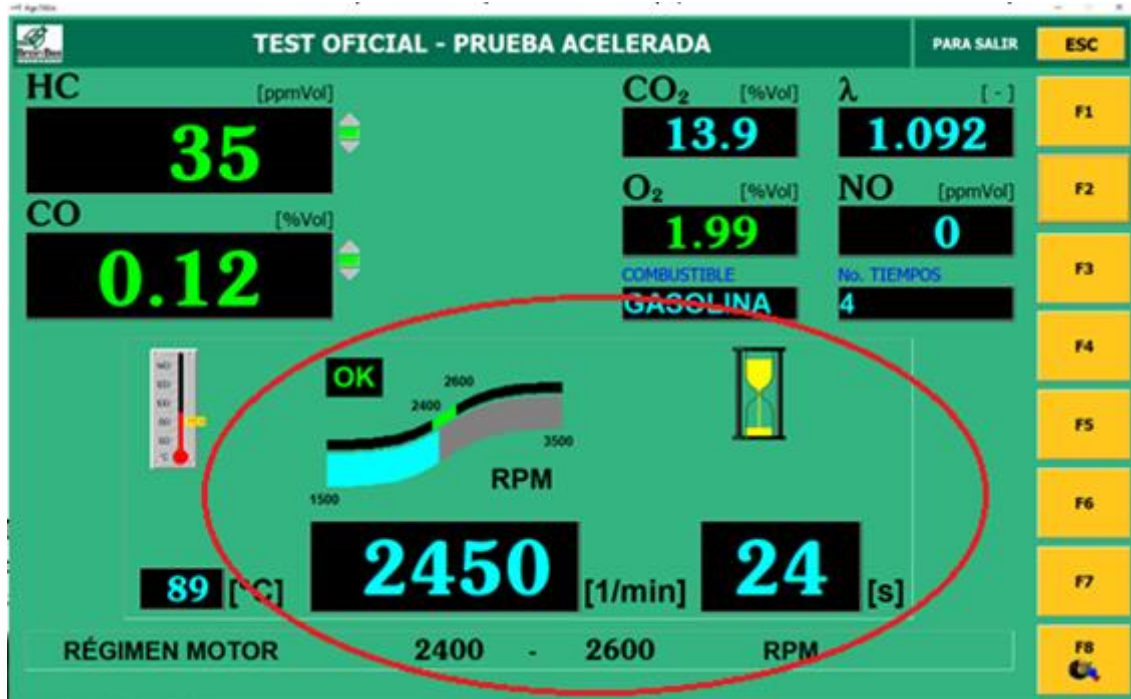 TEST OFICIAL - PRUEBA ACELERADA
PARA SALIR
ESC
HC [ppmVol]
35
CO [%Vol]
0.12
CO₂ [%Vol]
13.9
λ [-]
1.092
O₂ [%Vol]
1.99
NO [ppmVol]
0
COMBUSTIBLE
GASOLINA
No. TIEMPOS
4
OK
2600
2400
3500
1500
RPM
89 [°C]
2450 [1/min]
24 [s]
RÉGIMEN MOTOR 2400 - 2600 RPM
F1
F2
F3
F4
F5
F6
F7
F8